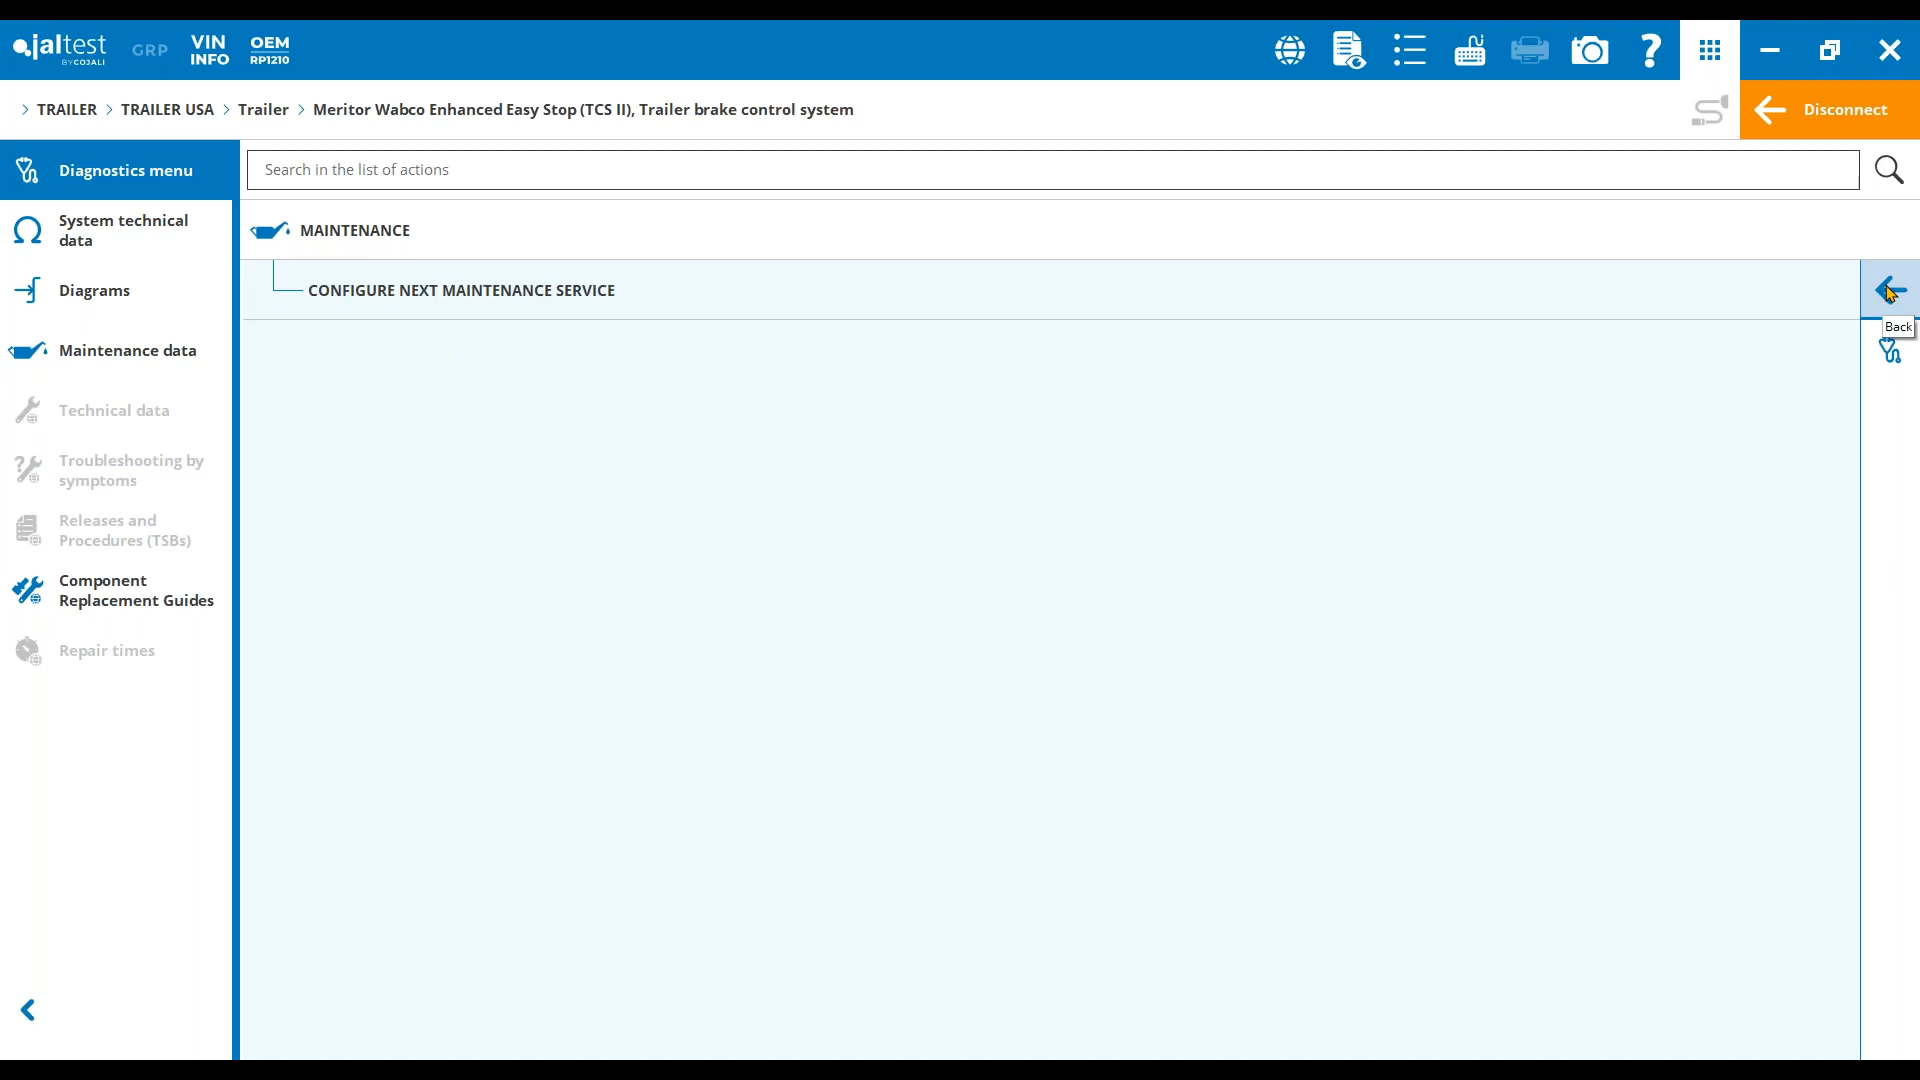 jaltest
BY COJALI
GRP
VIN
INFO
OEM
RP1210
TRAILER
TRAILER USA
Trailer
Meritor Wabco Enhanced Easy Stop (TCS II), Trailer brake control system
Disconnect
Diagnostics menu
Search in the list of actions
System technical
data
MAINTENANCE
Diagrams
CONFIGURE NEXT MAINTENANCE SERVICE
Back
Maintenance data
Technical data
Troubleshooting by
symptoms
Releases and
Procedures (TSBs)
Component
Replacement Guides
Repair times